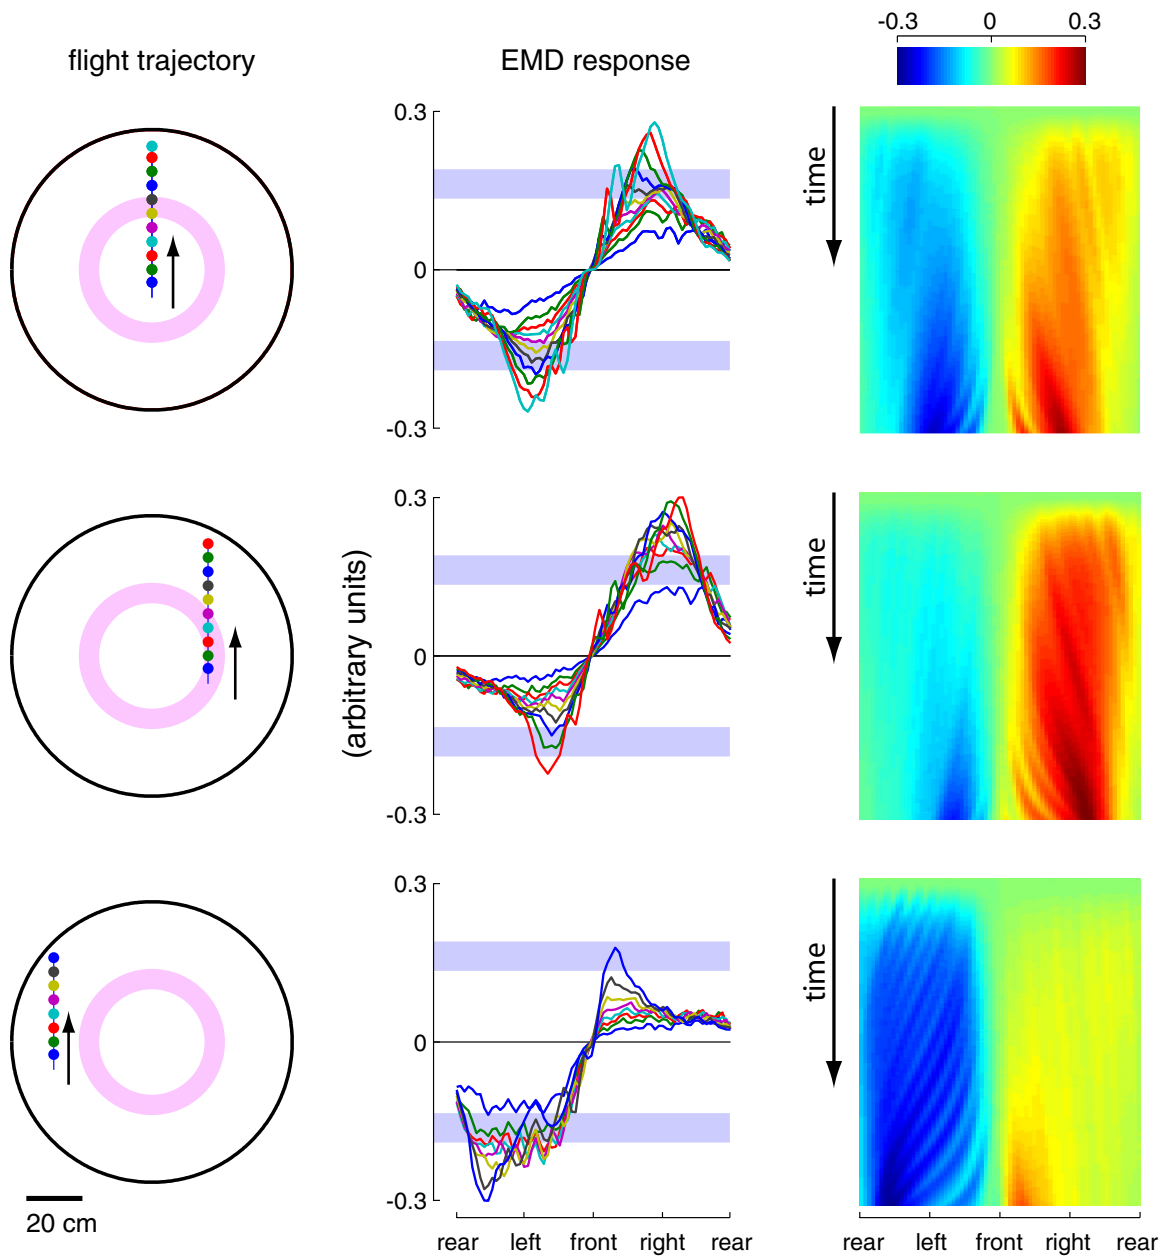 -0.3 0 0.3
flight trajectory
EMD response
0.3
0
-0.3
time
0.3
0
-0.3
(arbitrary units)
time
0.3
0
-0.3
time
20 cm
rear left front right rear
rear left front right rear